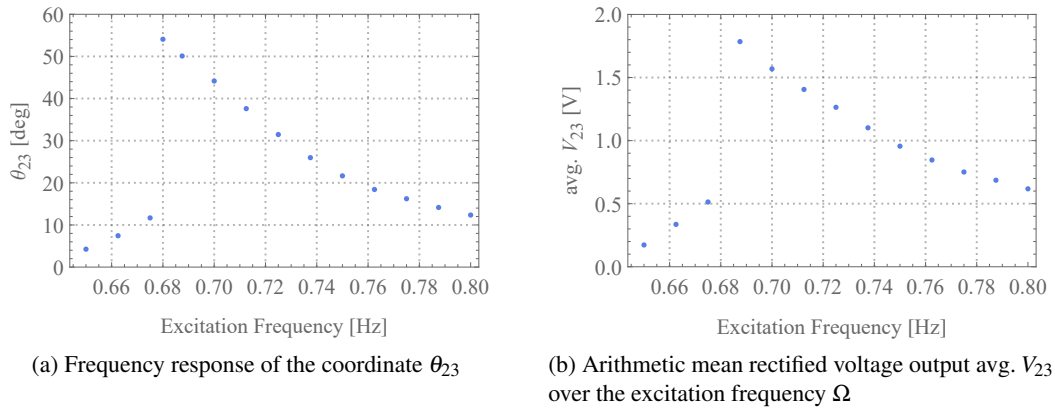 60
50
40
30
20
10
0
θ₂₃ [deg]
0.66 0.68 0.70 0.72 0.74 0.76 0.78 0.80
Excitation Frequency [Hz]
(a) Frequency response of the coordinate θ₂₃
2.0
1.5
1.0
0.5
0.0
avg. V₂₃ [V]
0.66 0.68 0.70 0.72 0.74 0.76 0.78 0.80
Excitation Frequency [Hz]
(b) Arithmetic mean rectified voltage output avg. V₂₃
over the excitation frequency Ω